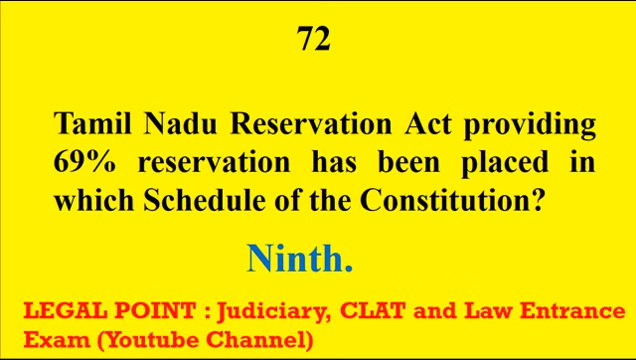 72
Tamil Nadu Reservation Act providing
69% reservation has been placed in
which Schedule of the Constitution?
Ninth.
LEGAL POINT : Judiciary, CLAT and Law Entrance
Exam (Youtube Channel)